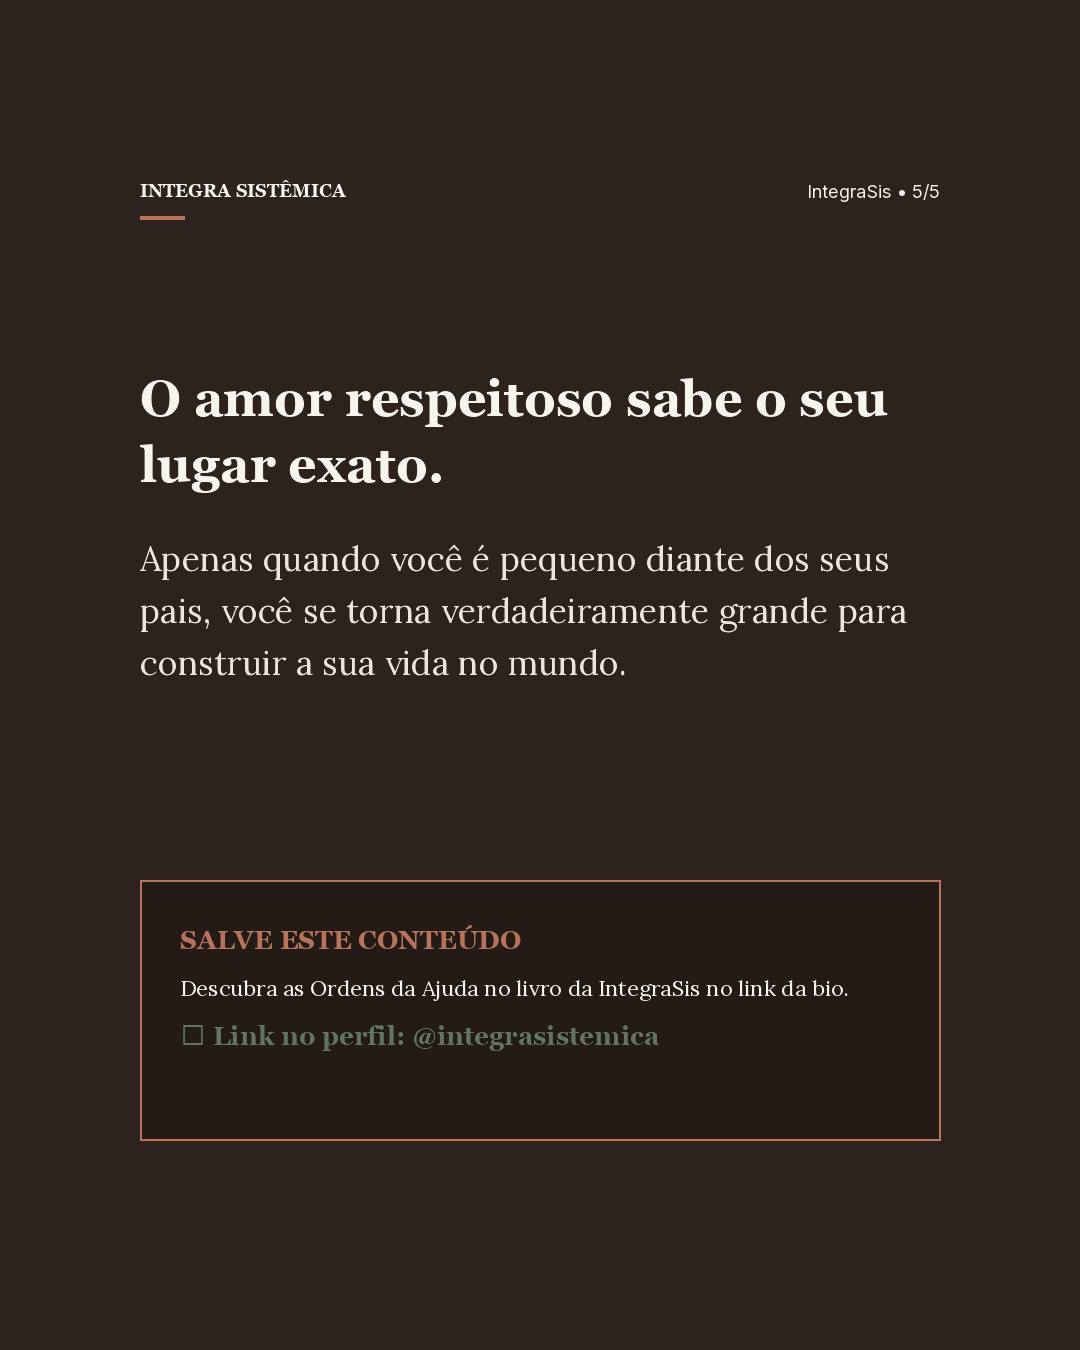 INTEGRA SISTÊMICA
IntegraSis • 5/5
O amor respeitoso sabe o seu
lugar exato.
Apenas quando você é pequeno diante dos seus
pais, você se torna verdadeiramente grande para
construir a sua vida no mundo.
SALVE ESTE CONTEÚDO
Descubra as Ordens da Ajuda no livro da IntegraSis no link da bio.
□ Link no perfil: @integrasistemica